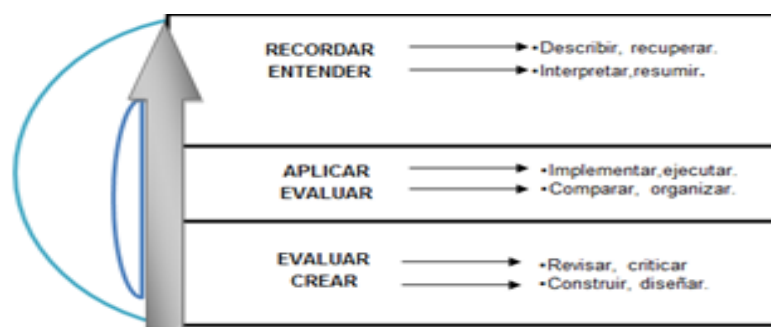 RECORDAR •Describir, recuperar.
ENTENDER •Interpretar,resumir.
APLICAR •Implementar,ejecutar.
EVALUAR •Comparar, organizar.
EVALUAR •Revisar, criticar
CREAR •Construir, diseñar.